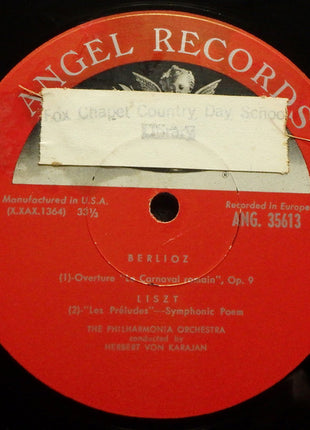 ANGEL RECORDS
Fox Chapel Country Day School
Library
Manufactured in U.S.A.
(X.XAX.1364) 33⅓
Recorded in Europe
ANG. 35613
BERLIOZ
(1)-Overture "Le Carnaval romain", Op. 9
LISZT
(2)-"Les Préludes"—Symphonic Poem
THE PHILHARMONIA ORCHESTRA
conducted by
HERBERT VON KARAJAN